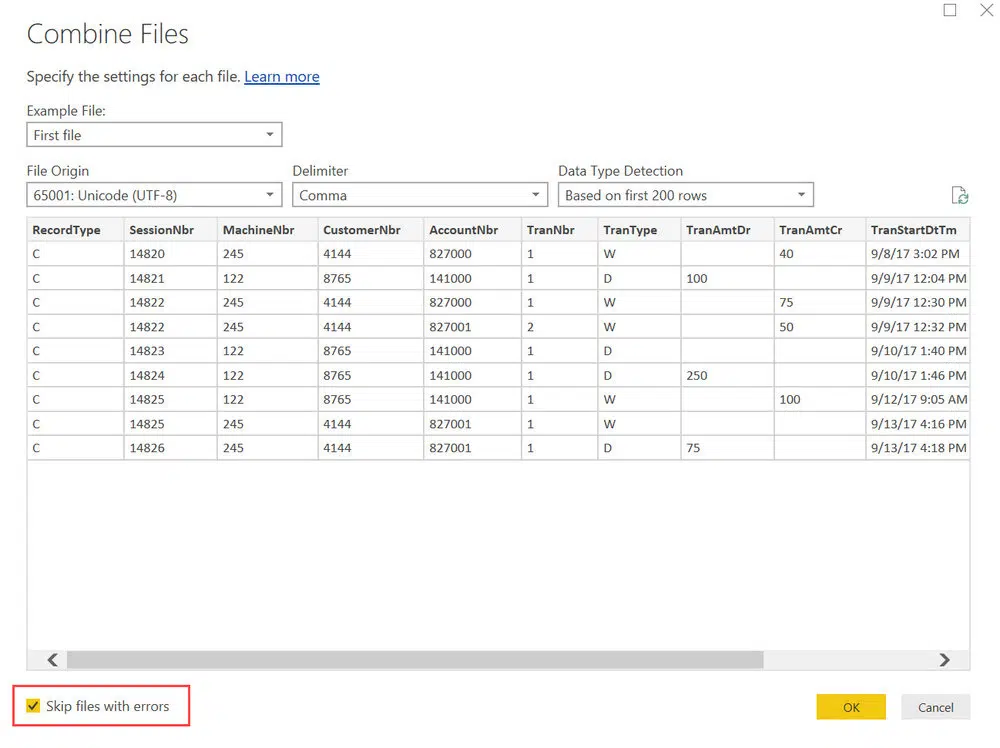 Combine Files
Specify the settings for each file. Learn more
Example File:
First file
File Origin Delimiter Data Type Detection
65001: Unicode (UTF-8) Comma Based on first 200 rows
RecordType SessionNbr MachineNbr CustomerNbr AccountNbr TranNbr TranType TranAmtDr TranAmtCr TranStartDtTm
C 14820 245 4144 827000 1 W 40 9/8/17 3:02 PM
C 14821 122 8765 141000 1 D 100 9/9/17 12:04 PM
C 14822 245 4144 827000 1 W 75 9/9/17 12:30 PM
C 14822 245 4144 827001 2 W 50 9/9/17 12:32 PM
C 14823 122 8765 141000 1 D 9/10/17 1:40 PM
C 14824 122 8765 141000 1 D 250 9/10/17 1:46 PM
C 14825 122 8765 141000 1 W 100 9/12/17 9:05 AM
C 14825 245 4144 827001 1 W 9/13/17 4:16 PM
C 14826 245 4144 827001 1 D 75 9/13/17 4:18 PM
Skip files with errors OK Cancel